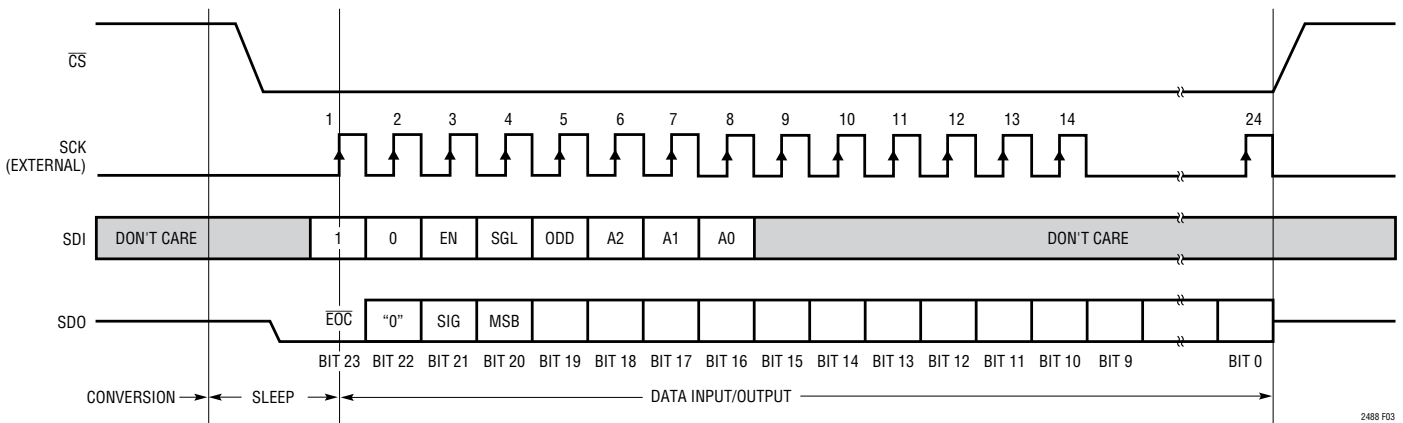 CS
1 2 3 4 5 6 7 8 9 10 11 12 13 14 24
SCK
(EXTERNAL)
SDI DON'T CARE 1 0 EN SGL ODD A2 A1 A0 DON'T CARE
SDO EOC “0” SIG MSB
BIT 23 BIT 22 BIT 21 BIT 20 BIT 19 BIT 18 BIT 17 BIT 16 BIT 15 BIT 14 BIT 13 BIT 12 BIT 11 BIT 10 BIT 9 BIT 0
CONVERSION SLEEP DATA INPUT/OUTPUT
2488 F03